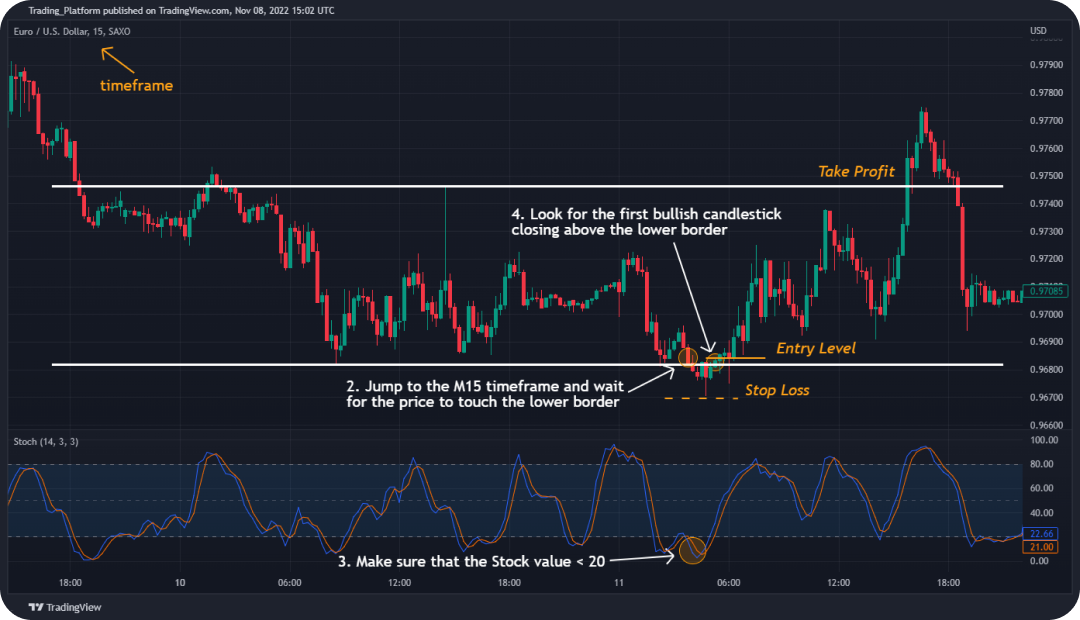 Trading_Platform published on TradingView.com, Nov 08, 2022 15:02 UTC
Euro / U.S. Dollar, 15, SAXO
USD
timeframe
0.97900
0.97800
0.97700
0.97600
Take Profit
0.97500
0.97400
4. Look for the first bullish candlestick
closing above the lower border
0.97300
0.97200
0.97085
0.97000
0.96900
Entry Level
0.96800
2. Jump to the M15 timeframe and wait
for the price to touch the lower border
Stop Loss
0.96700
0.96600
Stoch (14, 3, 3)
100.00
80.00
60.00
40.00
22.66
21.00
0.00
3. Make sure that the Stock value < 20
18:00 10 06:00 12:00 18:00 11 06:00 12:00 18:00
TradingView